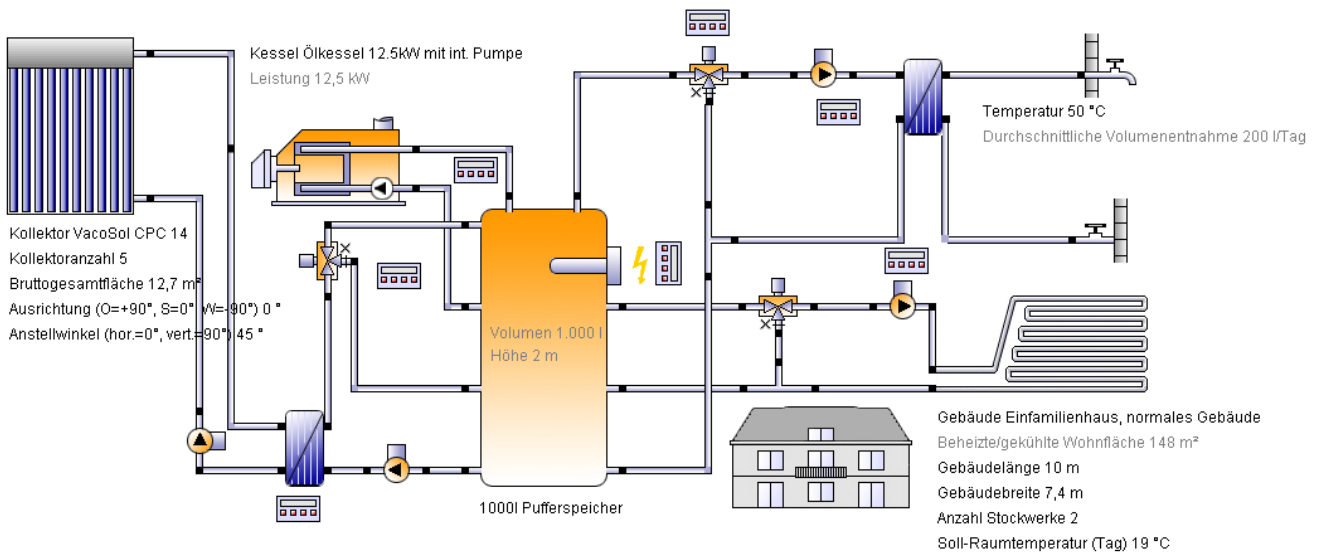 Kessel Ölkessel 12.5kW mit int. Pumpe
Leistung 12,5 kW
Temperatur 50 °C
Durchschnittliche Volumenentnahme 200 l/Tag
Kollektor VacoSol CPC 14
Kollektoranzahl 5
Bruttogesamtfläche 12,7 m²
Ausrichtung (O=+90°, S=0°, W=-90°) 0 °
Anstellwinkel (hor.=0°, vert.=90°) 45 °
Volumen 1.000 l
Höhe 2 m
1000l Pufferspeicher
Gebäude Einfamilienhaus, normales Gebäude
Beheizte/gekühlte Wohnfläche 148 m²
Gebäudelänge 10 m
Gebäudebreite 7,4 m
Anzahl Stockwerke 2
Soll-Raumtemperatur (Tag) 19 °C